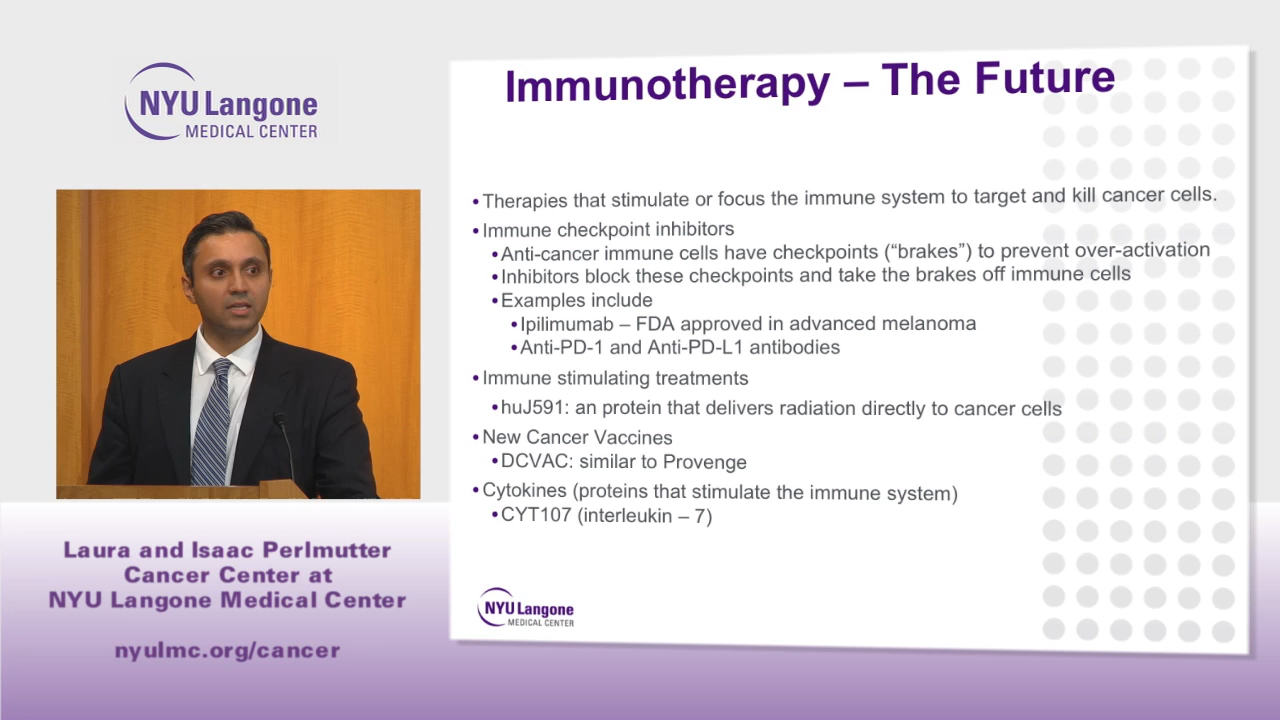 NYU Langone
MEDICAL CENTER
Immunotherapy – The Future
•Therapies that stimulate or focus the immune system to target and kill cancer cells.
•Immune checkpoint inhibitors
•Anti-cancer immune cells have checkpoints (“brakes”) to prevent over-activation
•Inhibitors block these checkpoints and take the brakes off immune cells
•Examples include
•Ipilimumab – FDA approved in advanced melanoma
•Anti-PD-1 and Anti-PD-L1 antibodies
•Immune stimulating treatments
•huJ591: an protein that delivers radiation directly to cancer cells
•New Cancer Vaccines
•DCVAC: similar to Provenge
•Cytokines (proteins that stimulate the immune system)
•CYT107 (interleukin – 7)
NYU Langone
MEDICAL CENTER
Laura and Isaac Perlmutter
Cancer Center at
NYU Langone Medical Center
nyulmc.org/cancer